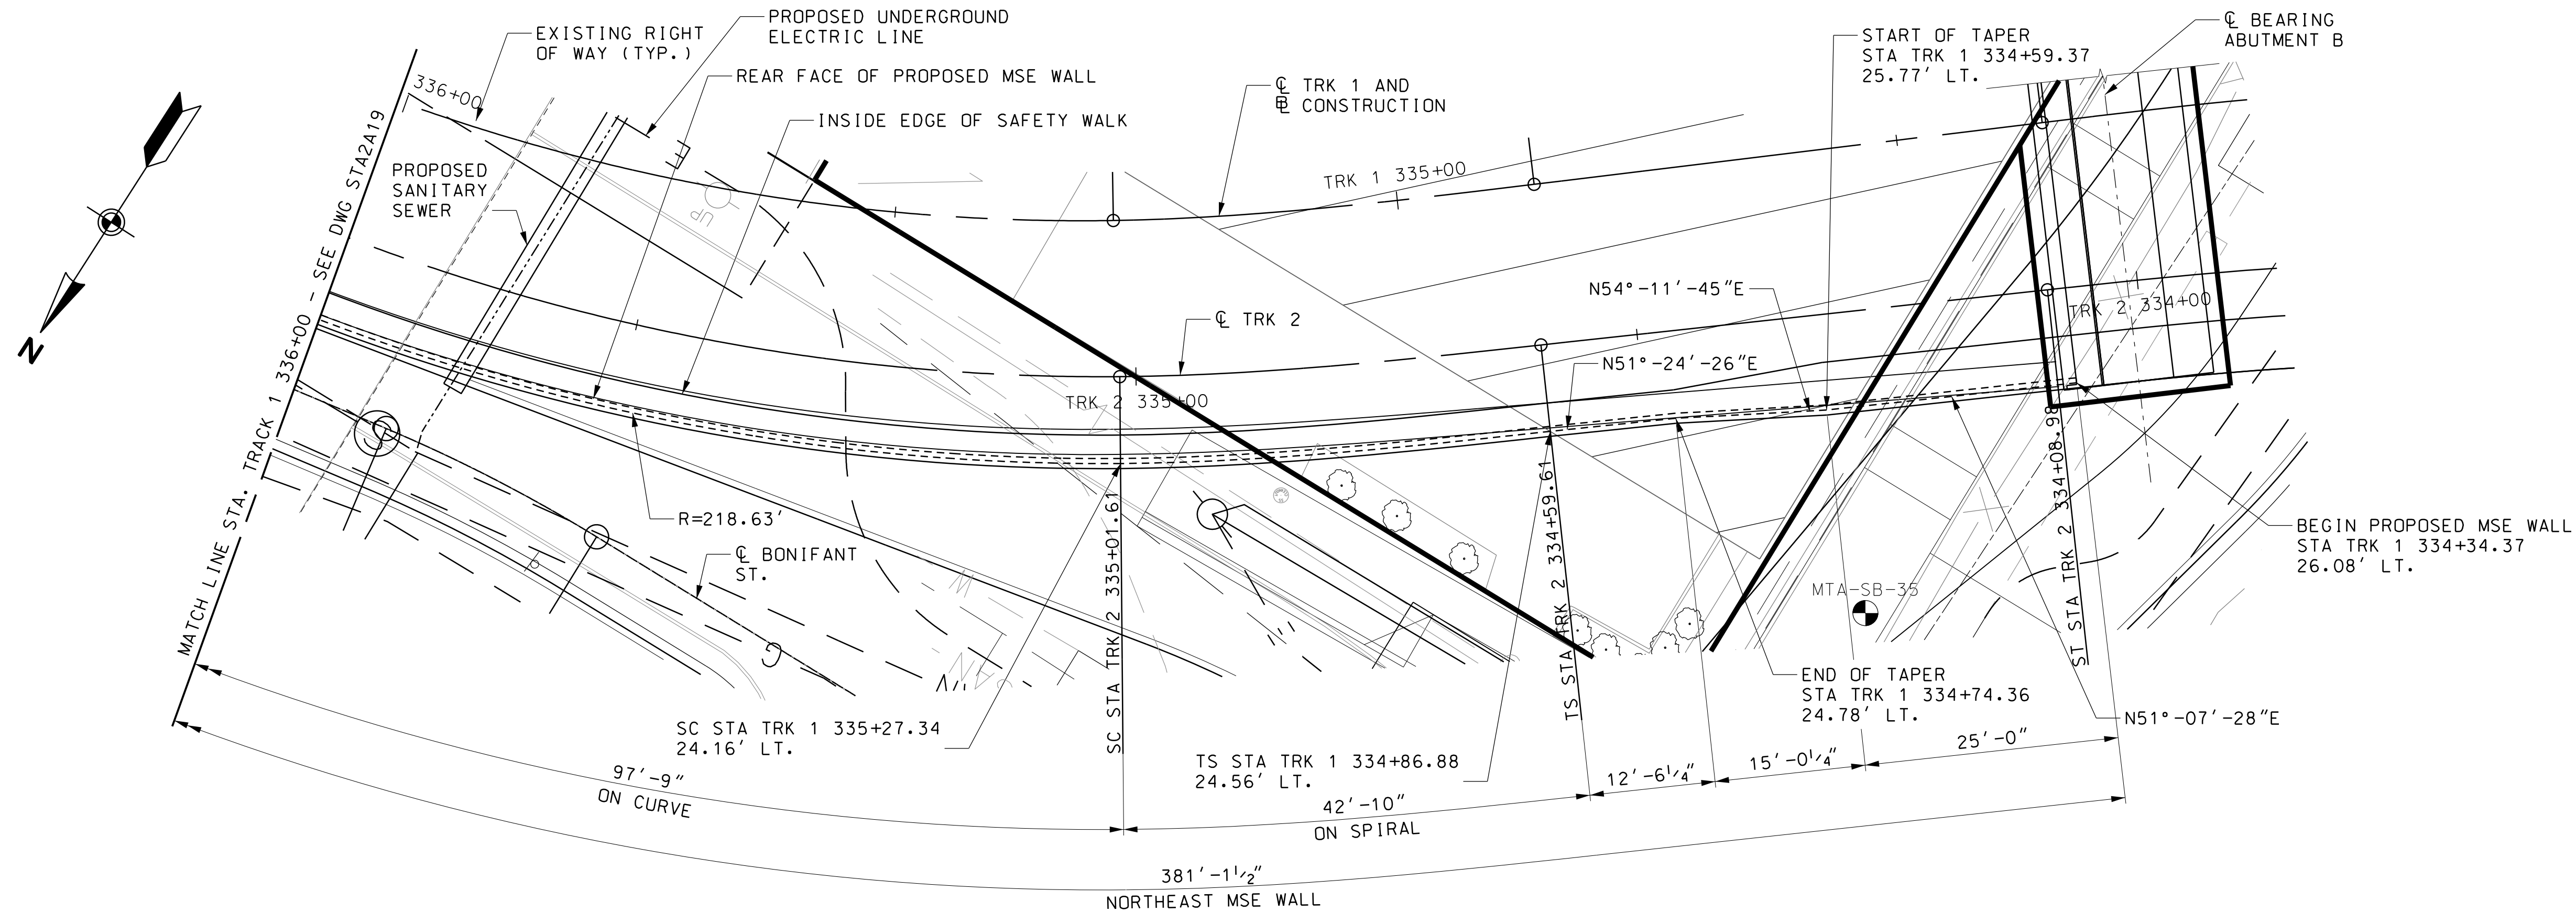 EXISTING RIGHT
OF WAY (TYP.)
PROPOSED UNDERGROUND
ELECTRIC LINE
REAR FACE OF PROPOSED MSE WALL
INSIDE EDGE OF SAFETY WALK
℄ TRK 1 AND
B̲L̲ CONSTRUCTION
START OF TAPER
STA TRK 1 334+59.37
25.77' LT.
℄ BEARING
ABUTMENT B
336+00
PROPOSED
SANITARY
SEWER
UP
TRK 1 335+00
℄ TRK 2
TRK 2 335+00
N54°-11'-45"E
N51°-24'-26"E
TRK 2 334+00
MATCH LINE STA. TRACK 1 336+00 - SEE DWG STA2A19
N
R=218.63'
℄ BONIFANT
ST.
G
SC STA TRK 2 335+01.61
TS STA TRK 2 334+59.61
ST STA TRK 2 334+08.98
MTA-SB-35
BEGIN PROPOSED MSE WALL
STA TRK 1 334+34.37
26.08' LT.
END OF TAPER
STA TRK 1 334+74.36
24.78' LT.
N51°-07'-28"E
SC STA TRK 1 335+27.34
24.16' LT.
TS STA TRK 1 334+86.88
24.56' LT.
97'-9"
ON CURVE
42'-10"
ON SPIRAL
12'-6¼"
15'-0¼"
25'-0"
381'-1½"
NORTHEAST MSE WALL